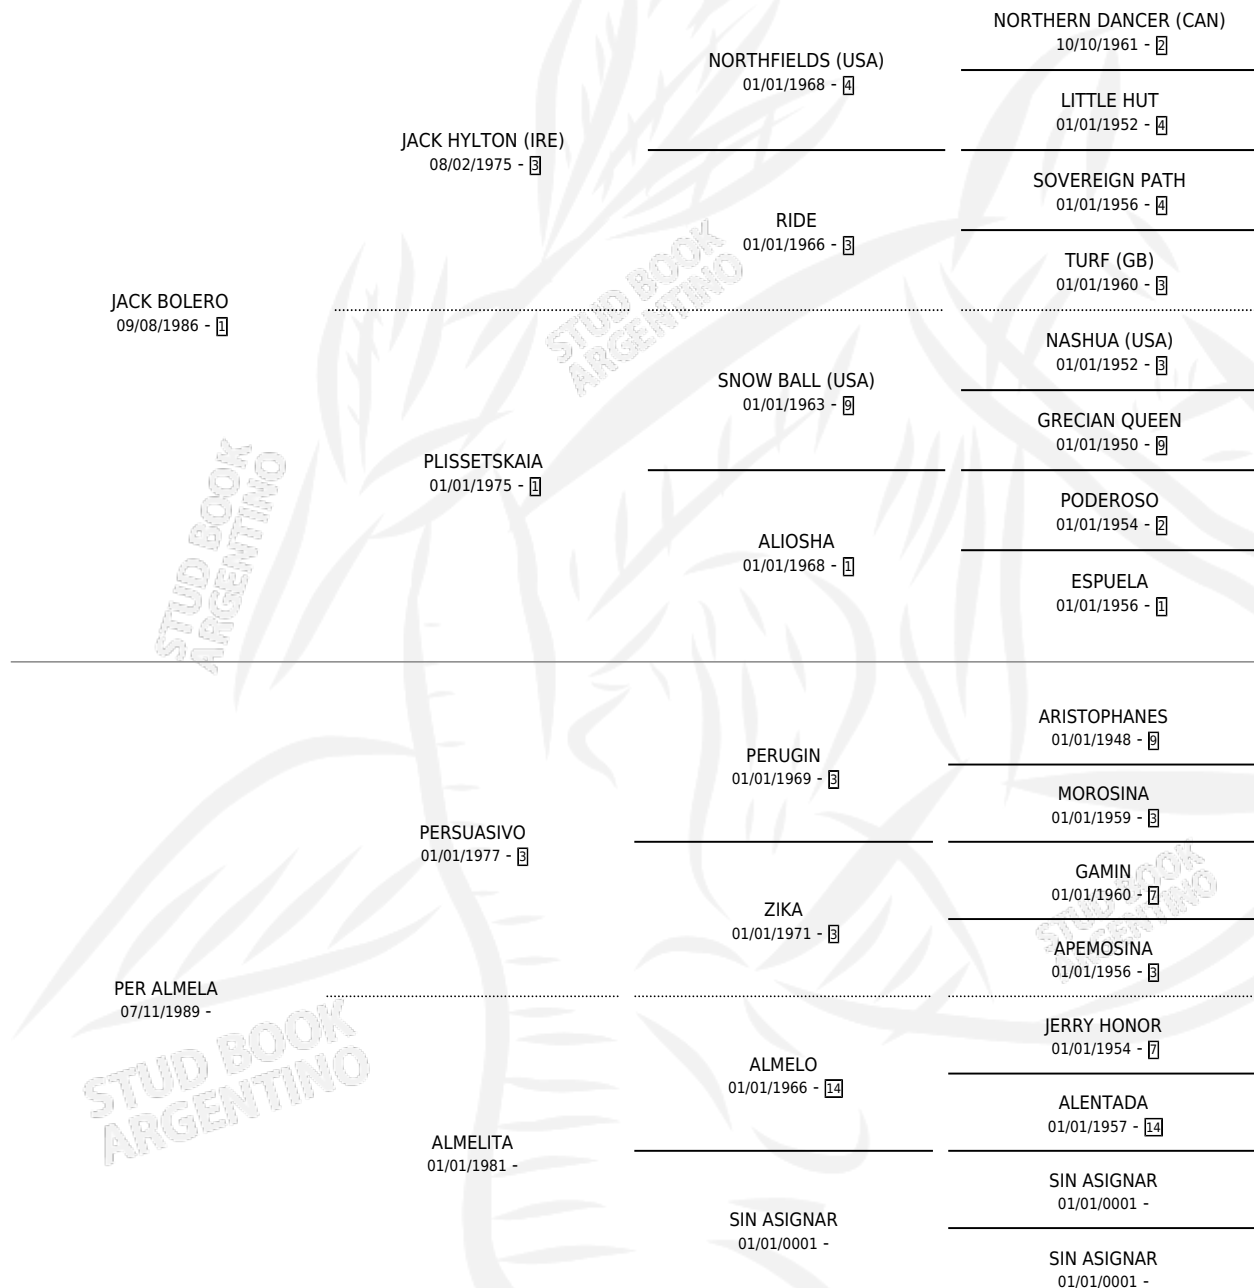 NORTHERN DANCER (CAN)
10/10/1961 - 2
NORTHFIELDS (USA)
01/01/1968 - 4
LITTLE HUT
01/01/1952 - 4
JACK HYLTON (IRE)
08/02/1975 - 3
SOVEREIGN PATH
01/01/1956 - 4
RIDE
01/01/1966 - 3
TURF (GB)
01/01/1960 - 3
JACK BOLERO
09/08/1986 - 1
NASHUA (USA)
01/01/1952 - 3
SNOW BALL (USA)
01/01/1963 - 9
GRECIAN QUEEN
01/01/1950 - 9
PLISSETSKAIA
01/01/1975 - 1
PODEROSO
01/01/1954 - 2
ALIOSHA
01/01/1968 - 1
ESPUELA
01/01/1956 - 1
ARISTOPHANES
01/01/1948 - 9
PERUGIN
01/01/1969 - 3
MOROSINA
01/01/1959 - 3
PERSUASIVO
01/01/1977 - 3
GAMIN
01/01/1960 - 7
ZIKA
01/01/1971 - 3
APEMOSINA
01/01/1956 - 3
PER ALMELA
07/11/1989 -
JERRY HONOR
01/01/1954 - 7
ALMELO
01/01/1966 - 14
ALENTADA
01/01/1957 - 14
ALMELITA
01/01/1981 -
SIN ASIGNAR
01/01/0001 -
SIN ASIGNAR
01/01/0001 -
SIN ASIGNAR
01/01/0001 -
STUD BOOK
ARGENTINO
STUD BOOK
ARGENTINO
STUD BOOK
ARGENTINO
STUD BOOK
ARGENTINO